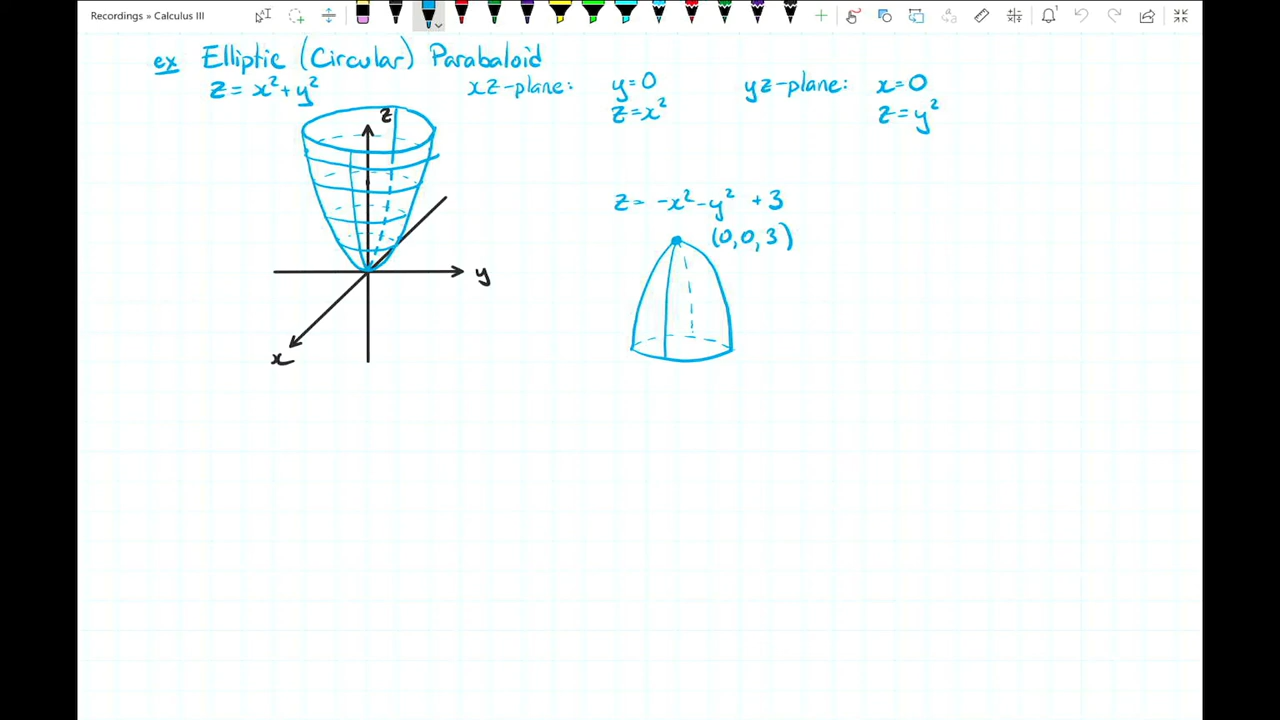 Recordings » Calculus III
ex Elliptic (Circular) Parabaloid
z = x² + y²
xz-plane: y=0
z=x²
yz-plane: x=0
z=y²
z
y
x
z = -x² - y² + 3
(0,0,3)